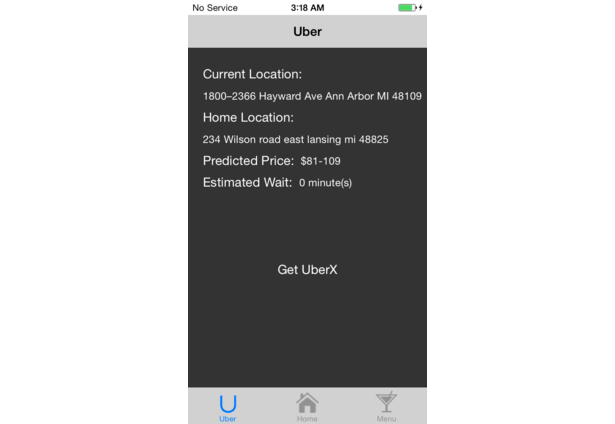 No Service 3:18 AM
Uber
Current Location:
1800–2366 Hayward Ave Ann Arbor MI 48109
Home Location:
234 Wilson road east lansing mi 48825
Predicted Price: $81-109
Estimated Wait: 0 minute(s)
Get UberX
Uber Home Menu